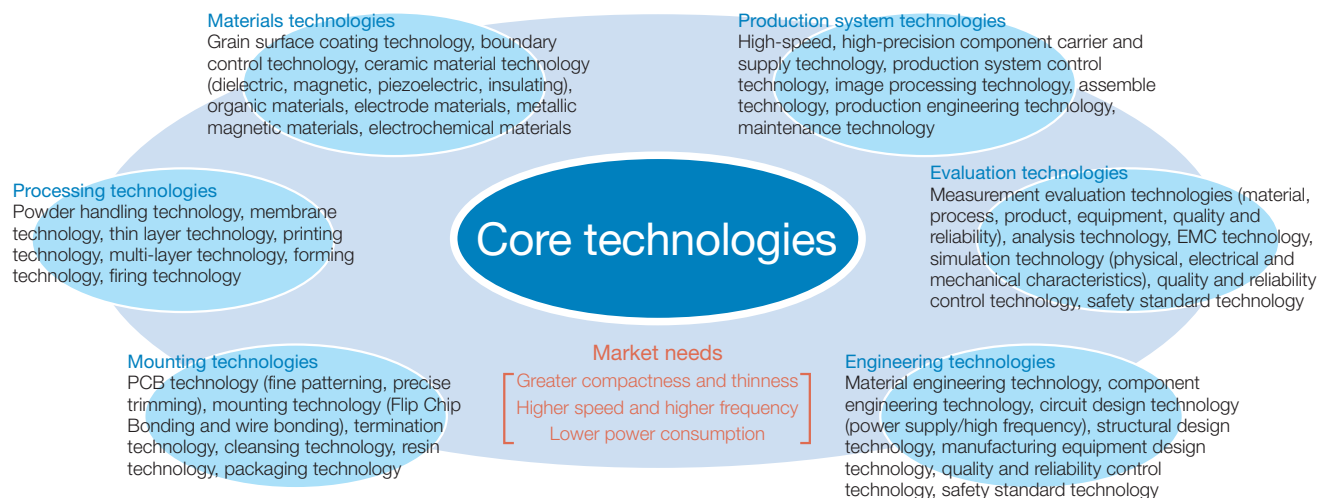 Materials technologies
Grain surface coating technology, boundary
control technology, ceramic material technology
(dielectric, magnetic, piezoelectric, insulating),
organic materials, electrode materials, metallic
magnetic materials, electrochemical materials
Production system technologies
High-speed, high-precision component carrier and
supply technology, production system control
technology, image processing technology, assemble
technology, production engineering technology,
maintenance technology
Processing technologies
Powder handling technology, membrane
technology, thin layer technology, printing
technology, multi-layer technology, forming
technology, firing technology
Core technologies
Evaluation technologies
Measurement evaluation technologies (material,
process, product, equipment, quality and
reliability), analysis technology, EMC technology,
simulation technology (physical, electrical and
mechanical characteristics), quality and reliability
control technology, safety standard technology
Mounting technologies
PCB technology (fine patterning, precise
trimming), mounting technology (Flip Chip
Bonding and wire bonding), termination
technology, cleansing technology, resin
technology, packaging technology
Market needs
Greater compactness and thinness
Higher speed and higher frequency
Lower power consumption
Engineering technologies
Material engineering technology, component
engineering technology, circuit design technology
(power supply/high frequency), structural design
technology, manufacturing equipment design
technology, quality and reliability control
technology, safety standard technology